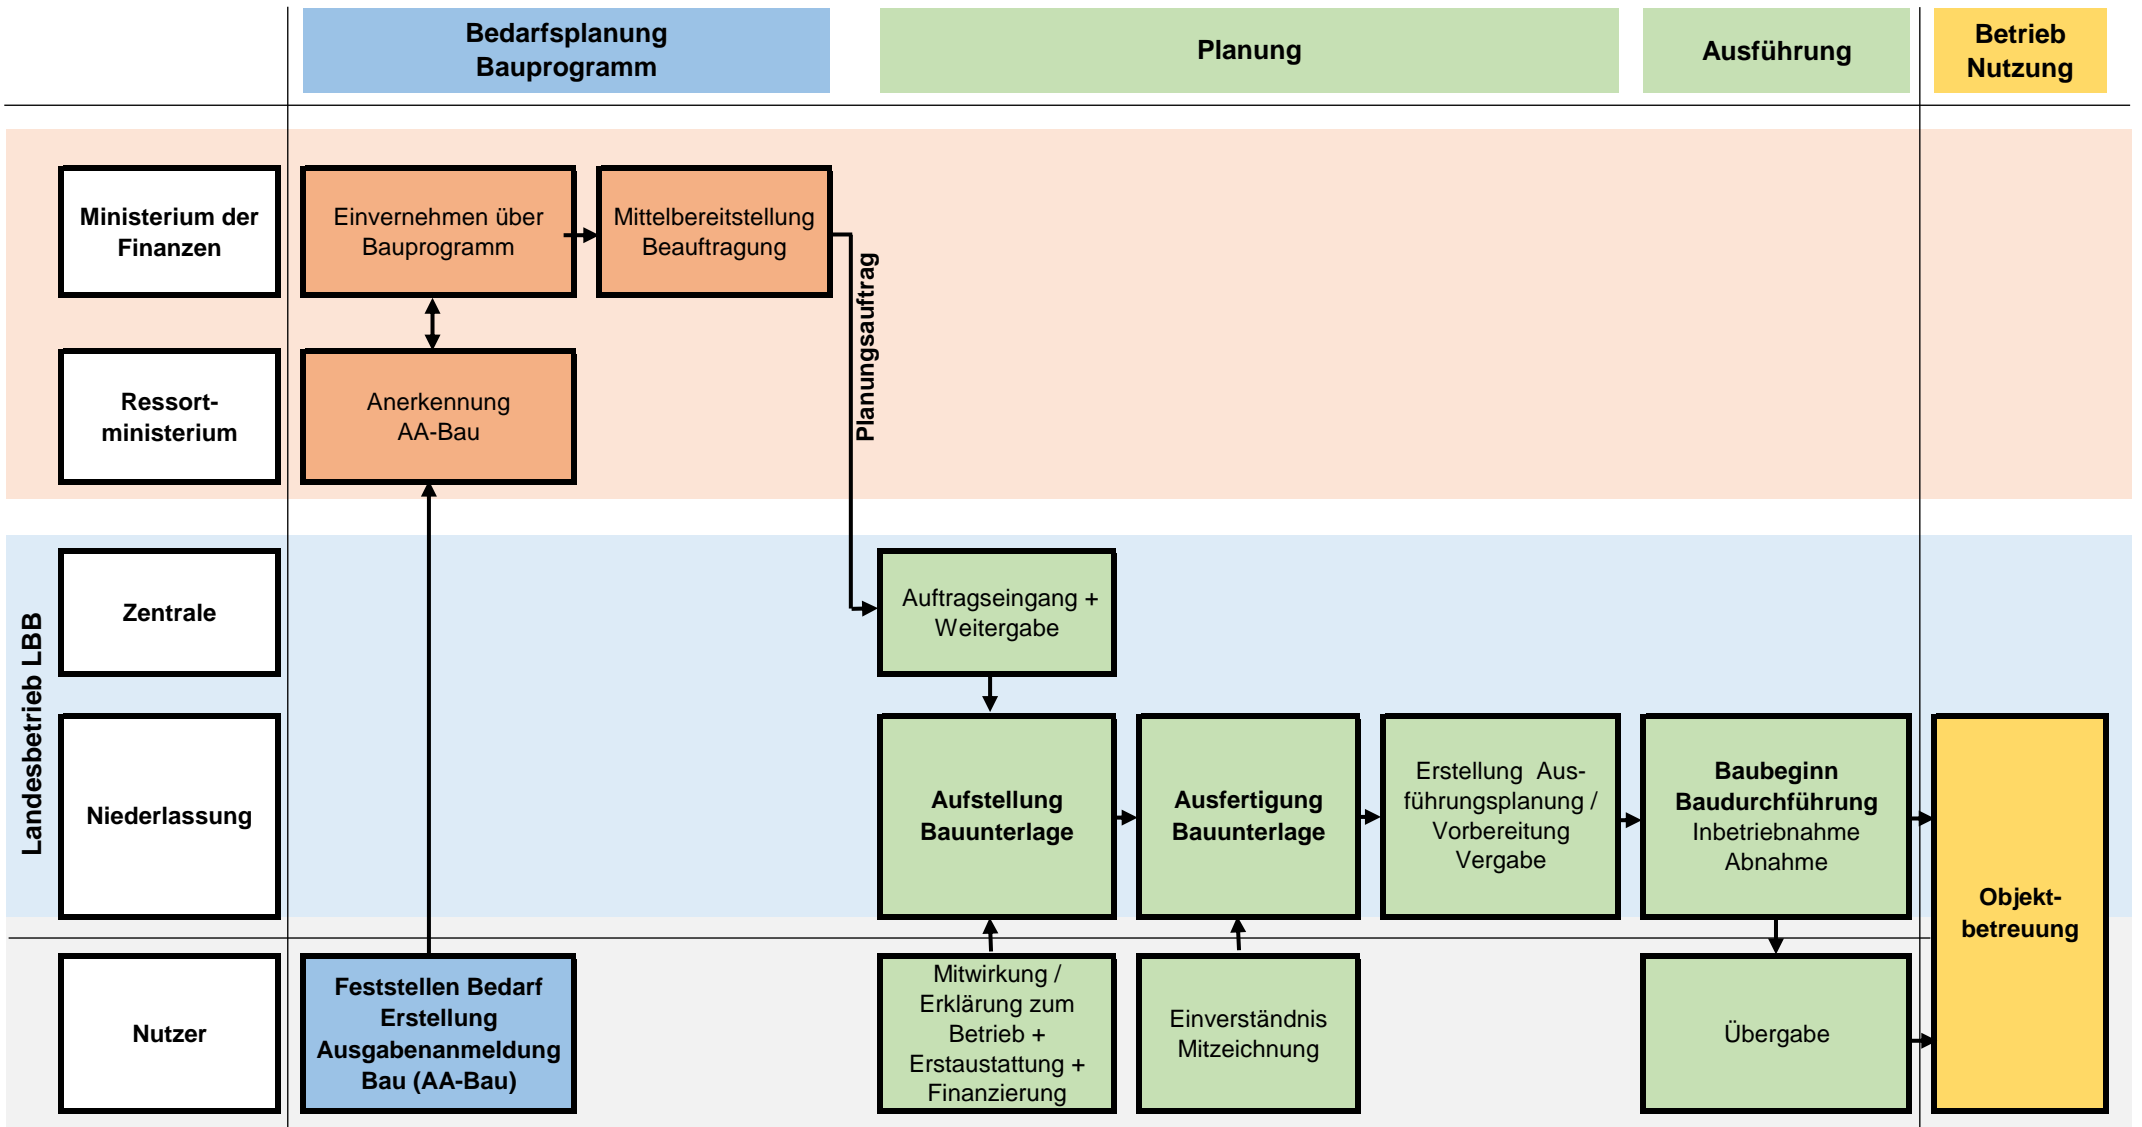 Bedarfsplanung
Bauprogramm
Planung
Ausführung
Betrieb
Nutzung
Ministerium der
Finanzen
Einvernehmen über
Bauprogramm
Mittelbereitstellung
Beauftragung
Planungsauftrag
Ressort-
ministerium
Anerkennung
AA-Bau
Landesbetrieb LBB
Zentrale
Auftragseingang +
Weitergabe
Niederlassung
Aufstellung
Bauunterlage
Ausfertigung
Bauunterlage
Erstellung Aus-
führungsplanung /
Vorbereitung
Vergabe
Baubeginn
Baudurchführung
Inbetriebnahme
Abnahme
Objekt-
betreuung
Nutzer
Feststellen Bedarf
Erstellung
Ausgabenanmeldung
Bau (AA-Bau)
Mitwirkung /
Erklärung zum
Betrieb +
Erstaustattung +
Finanzierung
Einverständnis
Mitzeichnung
Übergabe